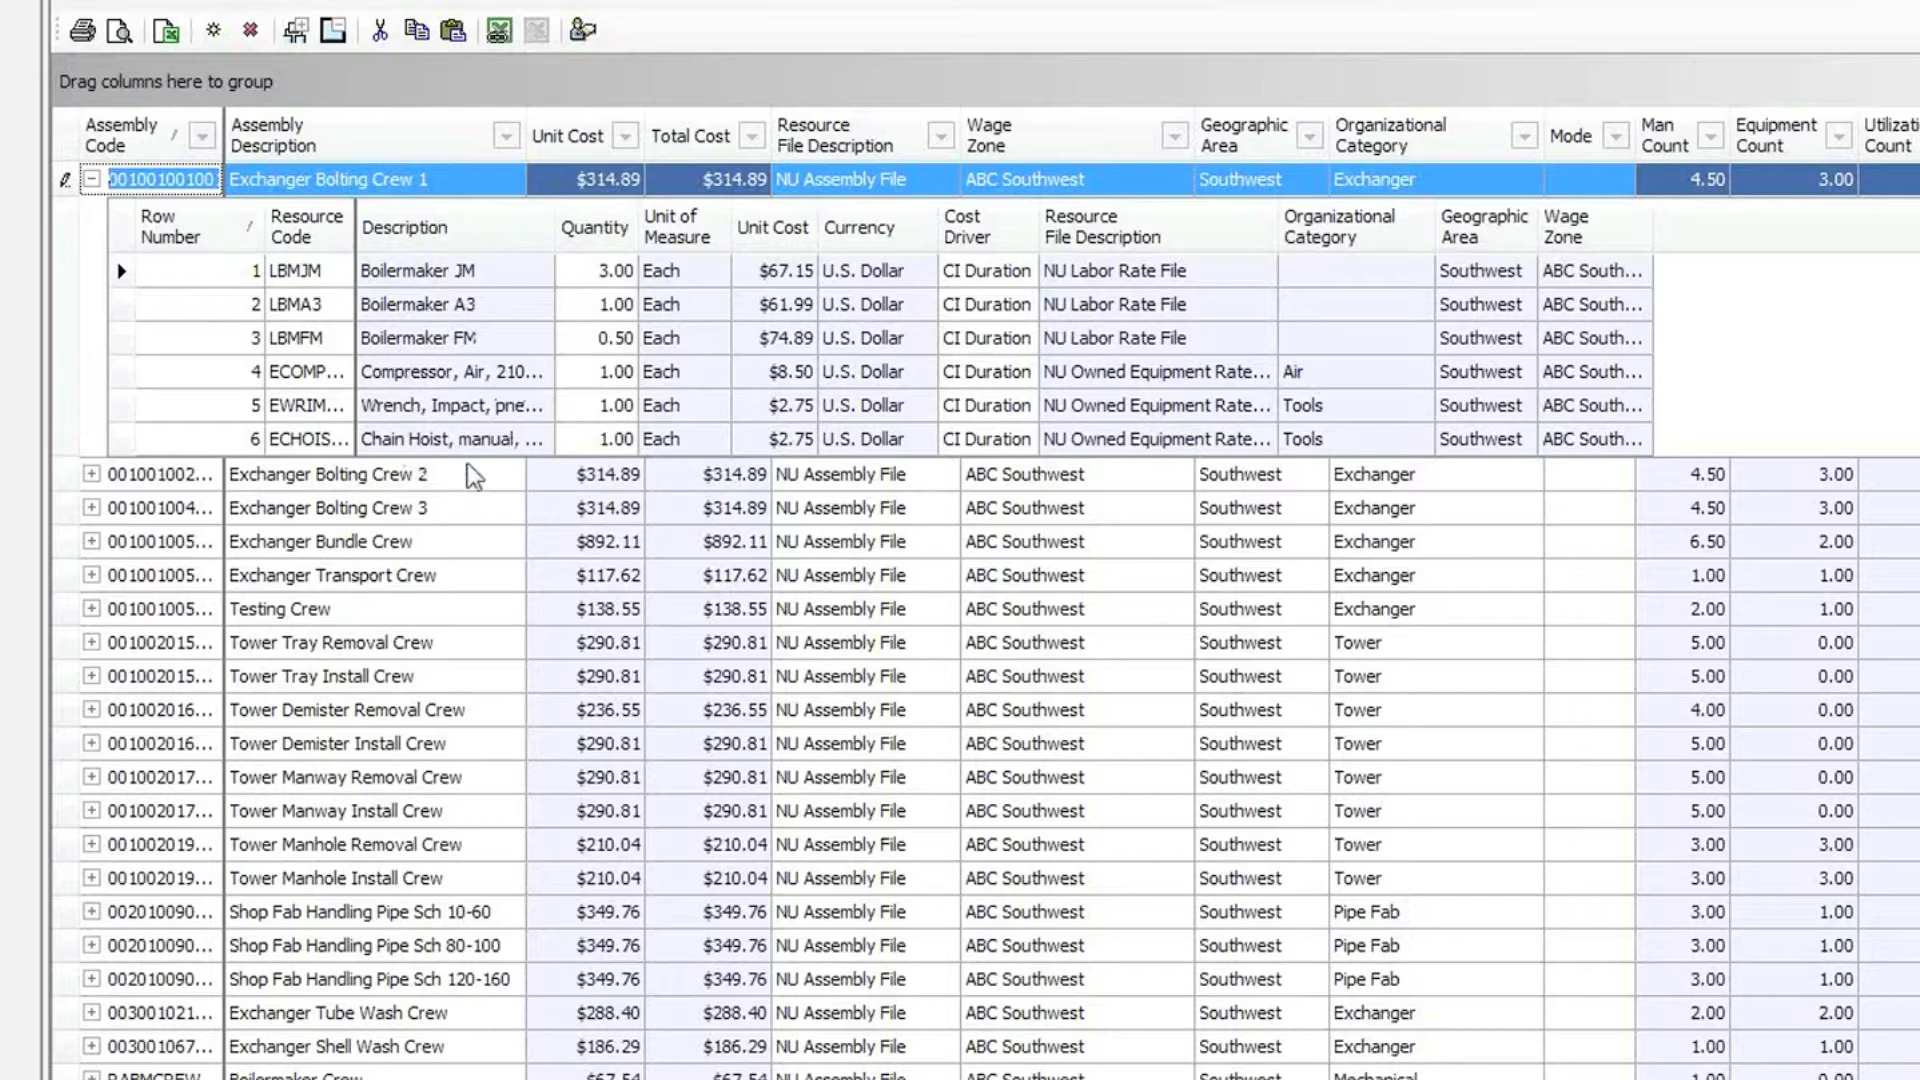 Drag columns here to group
Assembly Code / Assembly Description Unit Cost Total Cost Resource File Description Wage Zone Geographic Area Organizational Category Mode Man Count Equipment Count Utilizati Count
001001001001 Exchanger Bolting Crew 1 $314.89 $314.89 NU Assembly File ABC Southwest Southwest Exchanger 4.50 3.00
Row Number / Resource Code Description Quantity Unit of Measure Unit Cost Currency Cost Driver Resource File Description Organizational Category Geographic Area Wage Zone
1 LBMJM Boilermaker JM 3.00 Each $67.15 U.S. Dollar CI Duration NU Labor Rate File Southwest ABC South...
2 LBMA3 Boilermaker A3 1.00 Each $61.99 U.S. Dollar CI Duration NU Labor Rate File Southwest ABC South...
3 LBMFM Boilermaker FM 0.50 Each $74.89 U.S. Dollar CI Duration NU Labor Rate File Southwest ABC South...
4 ECOMP... Compressor, Air, 210... 1.00 Each $8.50 U.S. Dollar CI Duration NU Owned Equipment Rate... Air Southwest ABC South...
5 EWRIM... Wrench, Impact, pne... 1.00 Each $2.75 U.S. Dollar CI Duration NU Owned Equipment Rate... Tools Southwest ABC South...
6 ECHOIS... Chain Hoist, manual, ... 1.00 Each $2.75 U.S. Dollar CI Duration NU Owned Equipment Rate... Tools Southwest ABC South...
001001002... Exchanger Bolting Crew 2 $314.89 $314.89 NU Assembly File ABC Southwest Southwest Exchanger 4.50 3.00
001001004... Exchanger Bolting Crew 3 $314.89 $314.89 NU Assembly File ABC Southwest Southwest Exchanger 4.50 3.00
001001005... Exchanger Bundle Crew $892.11 $892.11 NU Assembly File ABC Southwest Southwest Exchanger 6.50 2.00
001001005... Exchanger Transport Crew $117.62 $117.62 NU Assembly File ABC Southwest Southwest Exchanger 1.00 1.00
001001005... Testing Crew $138.55 $138.55 NU Assembly File ABC Southwest Southwest Exchanger 2.00 1.00
001002015... Tower Tray Removal Crew $290.81 $290.81 NU Assembly File ABC Southwest Southwest Tower 5.00 0.00
001002015... Tower Tray Install Crew $290.81 $290.81 NU Assembly File ABC Southwest Southwest Tower 5.00 0.00
001002016... Tower Demister Removal Crew $236.55 $236.55 NU Assembly File ABC Southwest Southwest Tower 4.00 0.00
001002016... Tower Demister Install Crew $290.81 $290.81 NU Assembly File ABC Southwest Southwest Tower 5.00 0.00
001002017... Tower Manway Removal Crew $290.81 $290.81 NU Assembly File ABC Southwest Southwest Tower 5.00 0.00
001002017... Tower Manway Install Crew $290.81 $290.81 NU Assembly File ABC Southwest Southwest Tower 5.00 0.00
001002019... Tower Manhole Removal Crew $210.04 $210.04 NU Assembly File ABC Southwest Southwest Tower 3.00 3.00
001002019... Tower Manhole Install Crew $210.04 $210.04 NU Assembly File ABC Southwest Southwest Tower 3.00 3.00
002010090... Shop Fab Handling Pipe Sch 10-60 $349.76 $349.76 NU Assembly File ABC Southwest Southwest Pipe Fab 3.00 1.00
002010090... Shop Fab Handling Pipe Sch 80-100 $349.76 $349.76 NU Assembly File ABC Southwest Southwest Pipe Fab 3.00 1.00
002010090... Shop Fab Handling Pipe Sch 120-160 $349.76 $349.76 NU Assembly File ABC Southwest Southwest Pipe Fab 3.00 1.00
003001021... Exchanger Tube Wash Crew $288.40 $288.40 NU Assembly File ABC Southwest Southwest Exchanger 2.00 2.00
003001067... Exchanger Shell Wash Crew $186.29 $186.29 NU Assembly File ABC Southwest Southwest Exchanger 1.00 1.00
Boilermaker Crew $67.54 $67.54 NU Assembly File ABC Southwest Southwest Mechanical 1.00 0.00